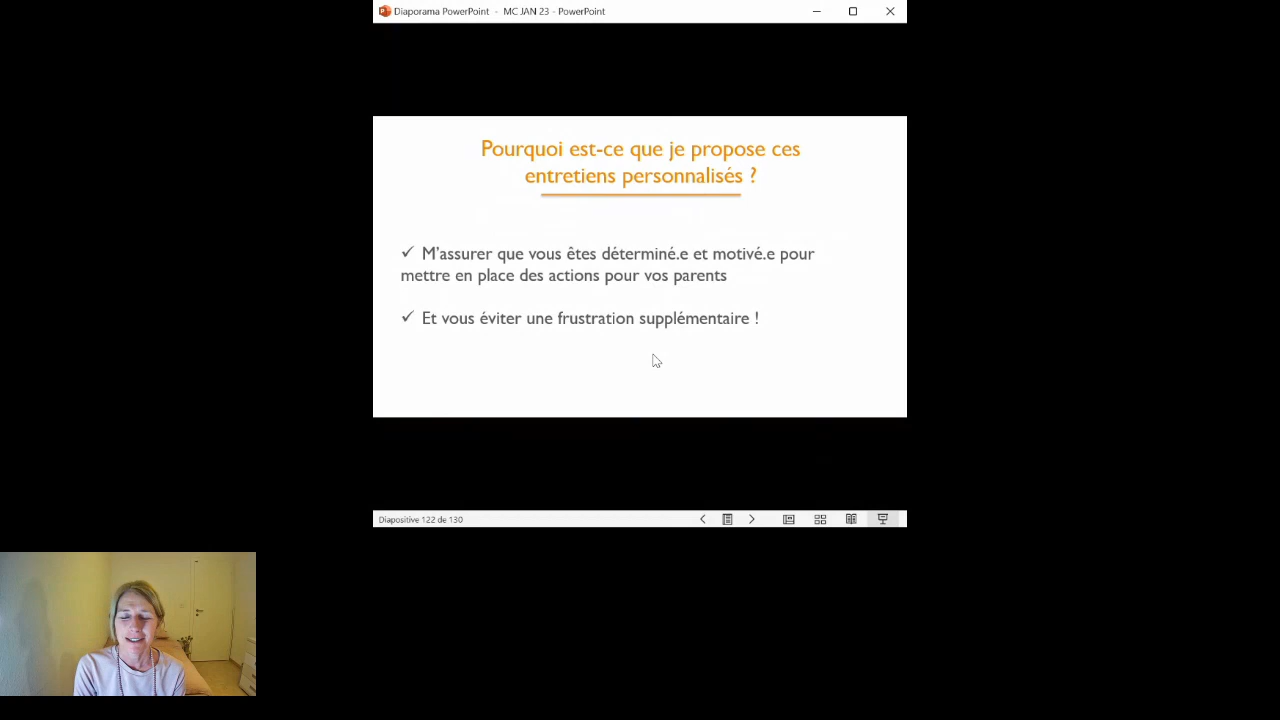 Diaporama PowerPoint - MC JAN 23 - PowerPoint
Pourquoi est-ce que je propose ces
entretiens personnalisés ?
✓ M'assurer que vous êtes déterminé.e et motivé.e pour
mettre en place des actions pour vos parents
✓ Et vous éviter une frustration supplémentaire !
Diapositive 122 de 130